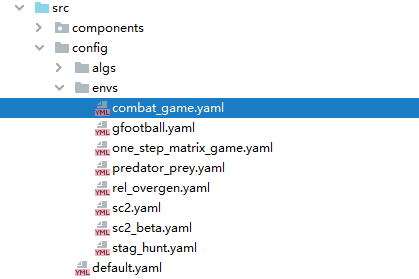 src
components
config
algs
envs
YML combat_game.yaml
YML gfootball.yaml
YML one_step_matrix_game.yaml
YML predator_prey.yaml
YML rel_overgen.yaml
YML sc2.yaml
YML sc2_beta.yaml
YML stag_hunt.yaml
YML default.yaml